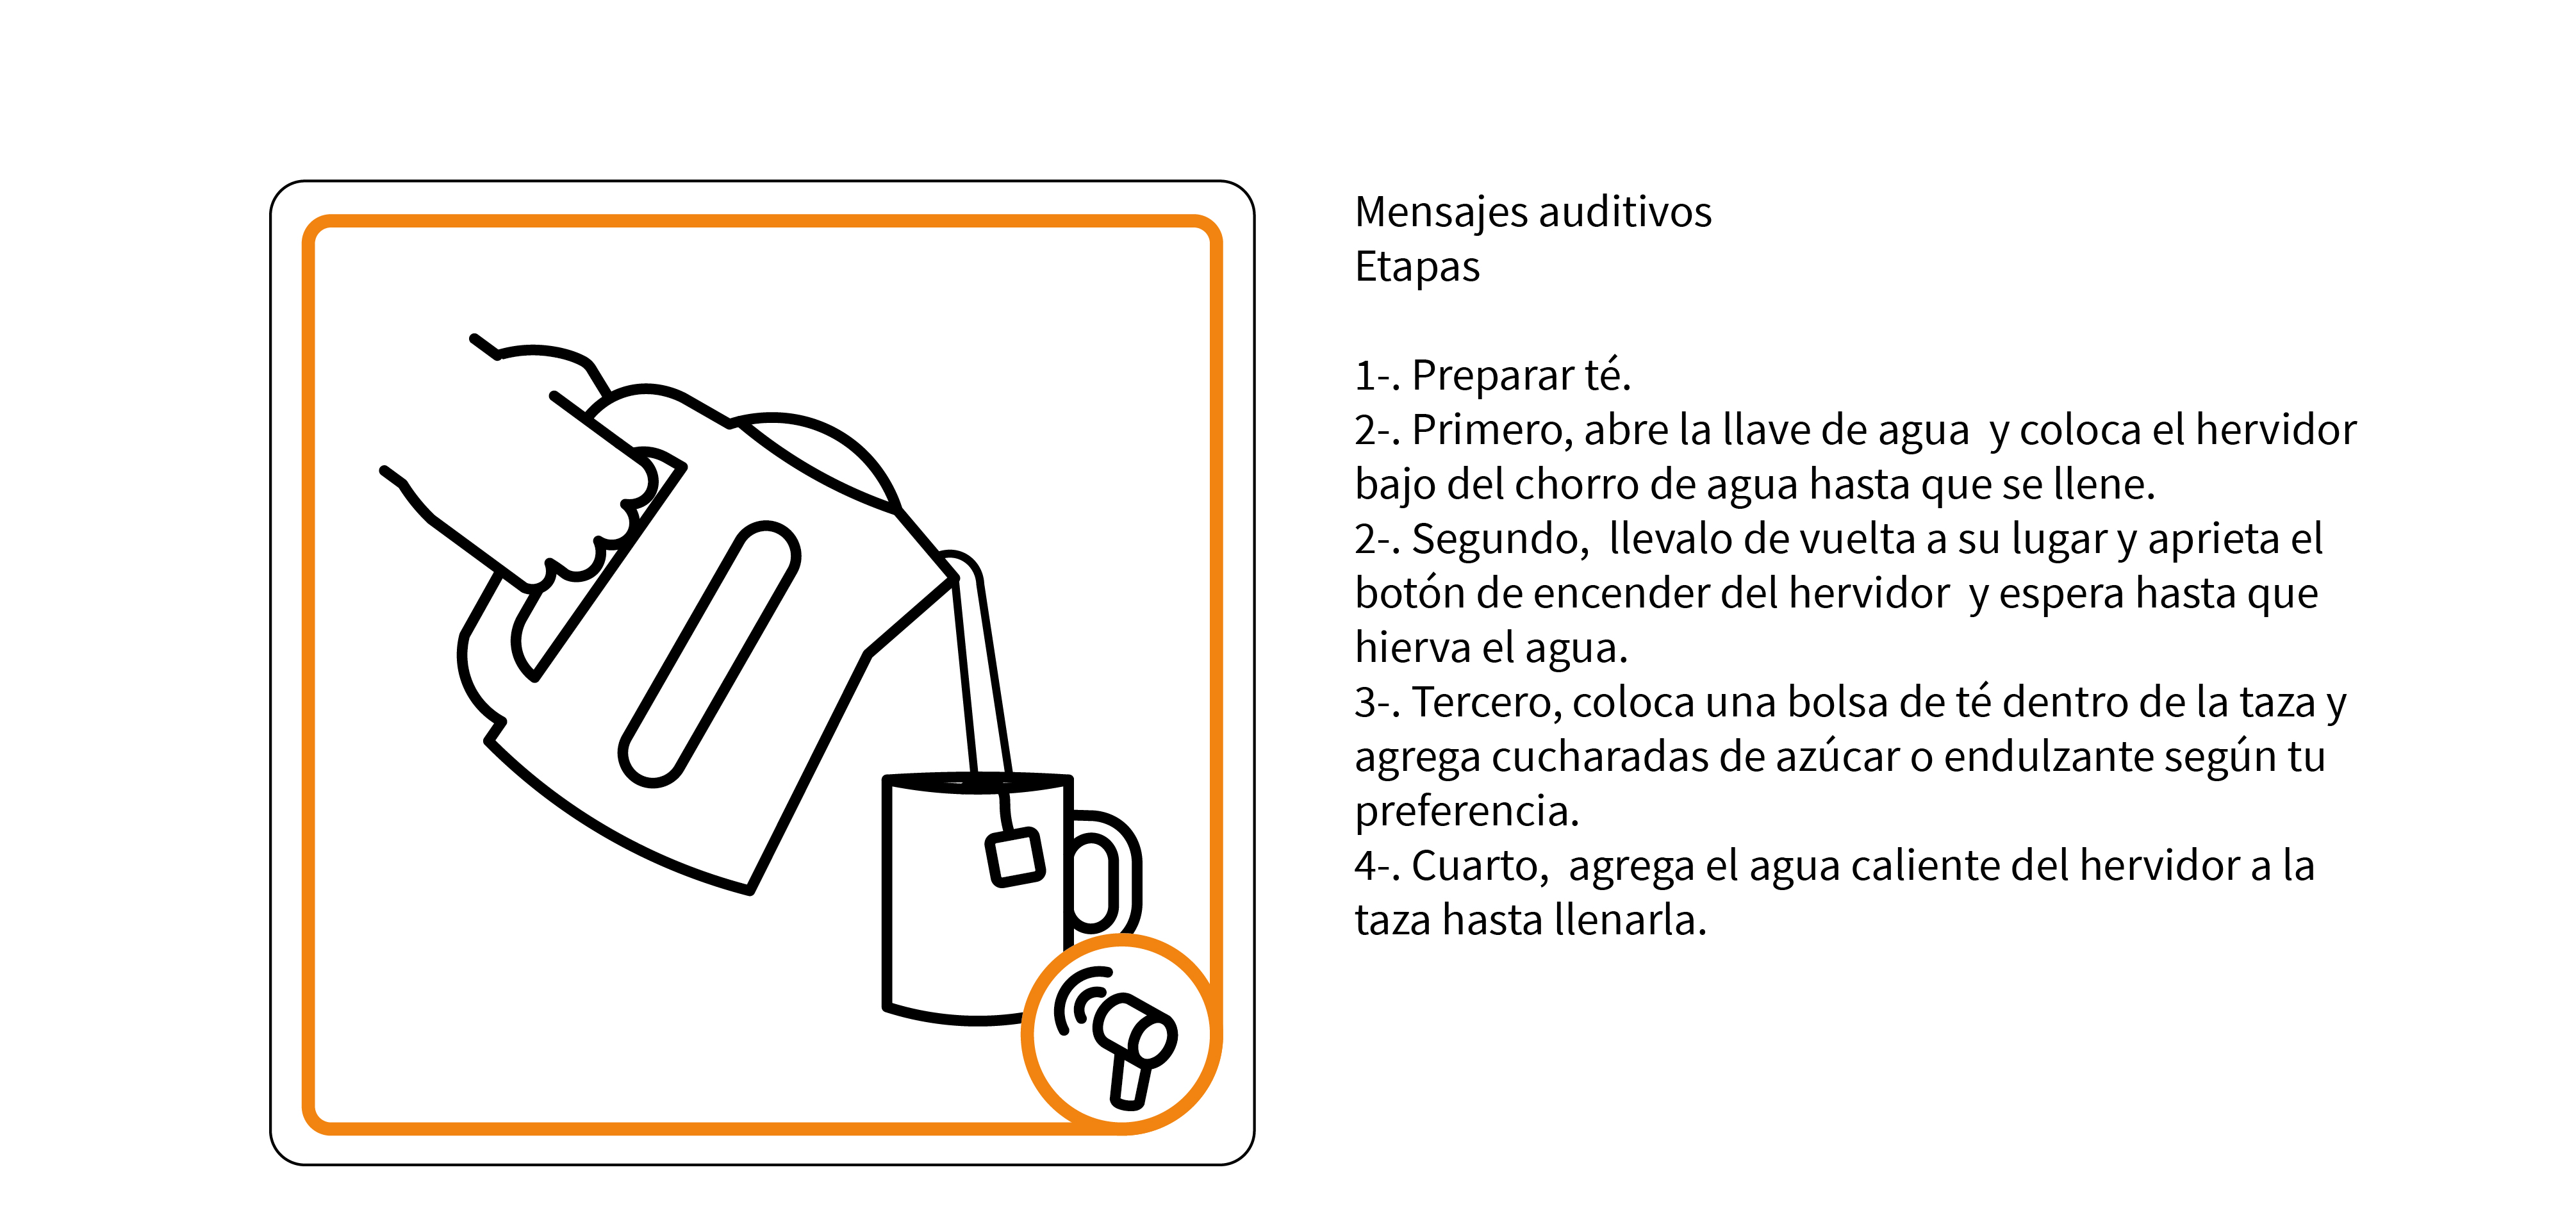 Mensajes auditivos
Etapas
1-. Preparar té.
2-. Primero, abre la llave de agua  y coloca el hervidor
bajo del chorro de agua hasta que se llene.
2-. Segundo,  llevalo de vuelta a su lugar y aprieta el
botón de encender del hervidor  y espera hasta que
hierva el agua.
3-. Tercero, coloca una bolsa de té dentro de la taza y
agrega cucharadas de azúcar o endulzante según tu
preferencia.
4-. Cuarto,  agrega el agua caliente del hervidor a la
taza hasta llenarla.